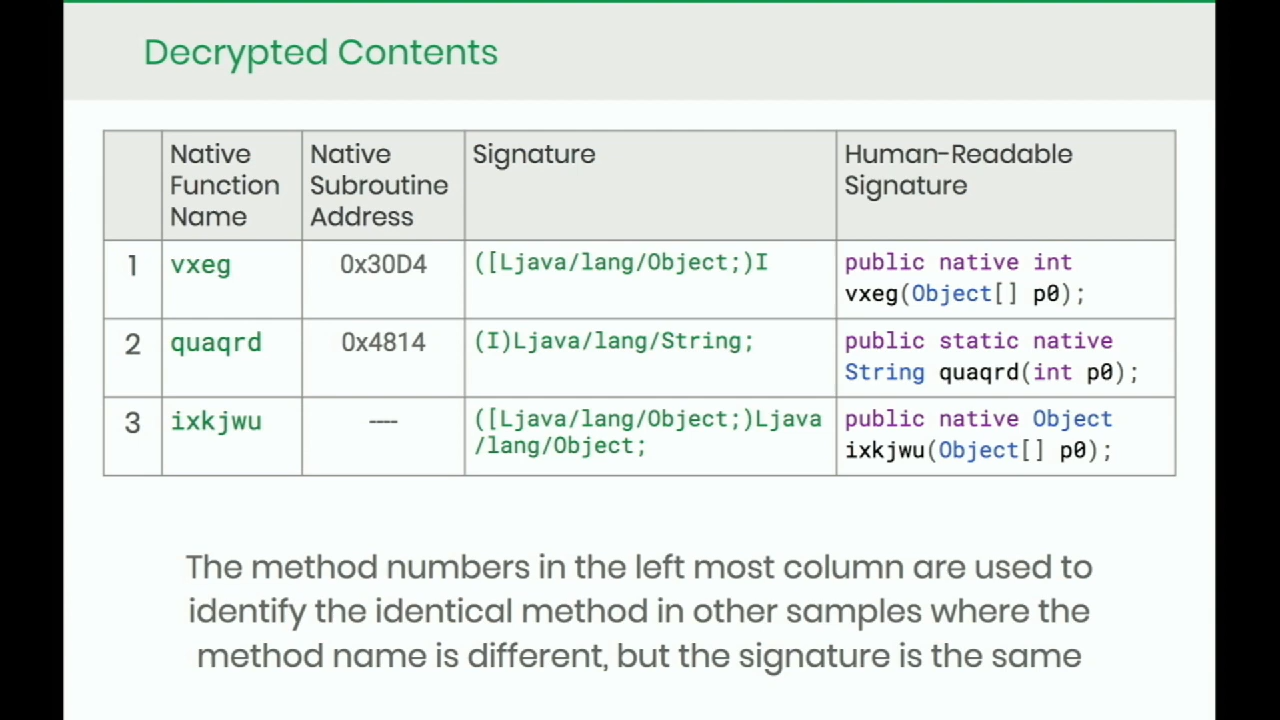 Decrypted Contents
Native Function Name
Native Subroutine Address
Signature
Human-Readable Signature
1
vxeg
0x30D4
([Ljava/lang/Object;)I
public native int
vxeg(Object[] p0);
2
quaqrd
0x4814
(I)Ljava/lang/String;
public static native
String quaqrd(int p0);
3
ixkjwu
----
([Ljava/lang/Object;)Ljava
/lang/Object;
public native Object
ixkjwu(Object[] p0);
The method numbers in the left most column are used to
identify the identical method in other samples where the
method name is different, but the signature is the same